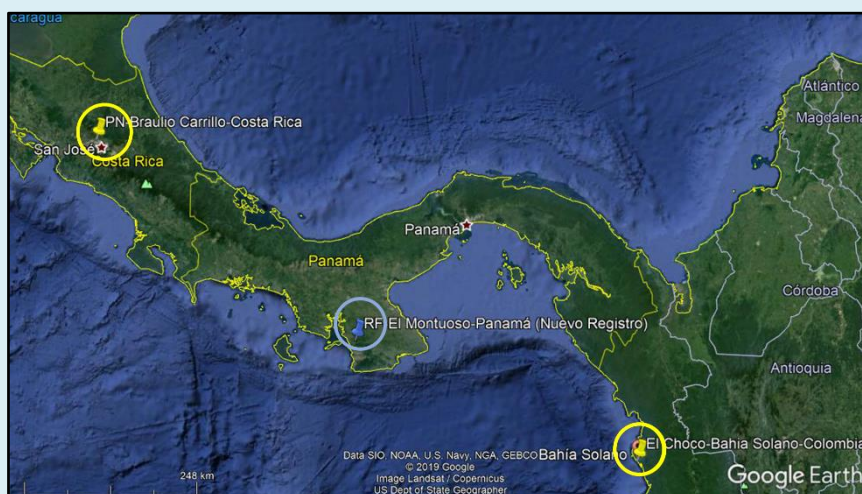 caragua
Atlántico
PN-Braulio Carrillo-Costa Rica
Magdalena
San José
Costa Rica
Panamá
Panamá
Córdoba
RF El Montuoso-Panamá (Nuevo Registro)
Antioquia
El Choco-Bahia Solano-Colombia
Bahía Solano
Data SIO, NOAA, U.S. Navy, NGA, GEBCO
© 2019 Google
Image Landsat / Copernicus
US Dept of State Geographer
248 km
Google Earth